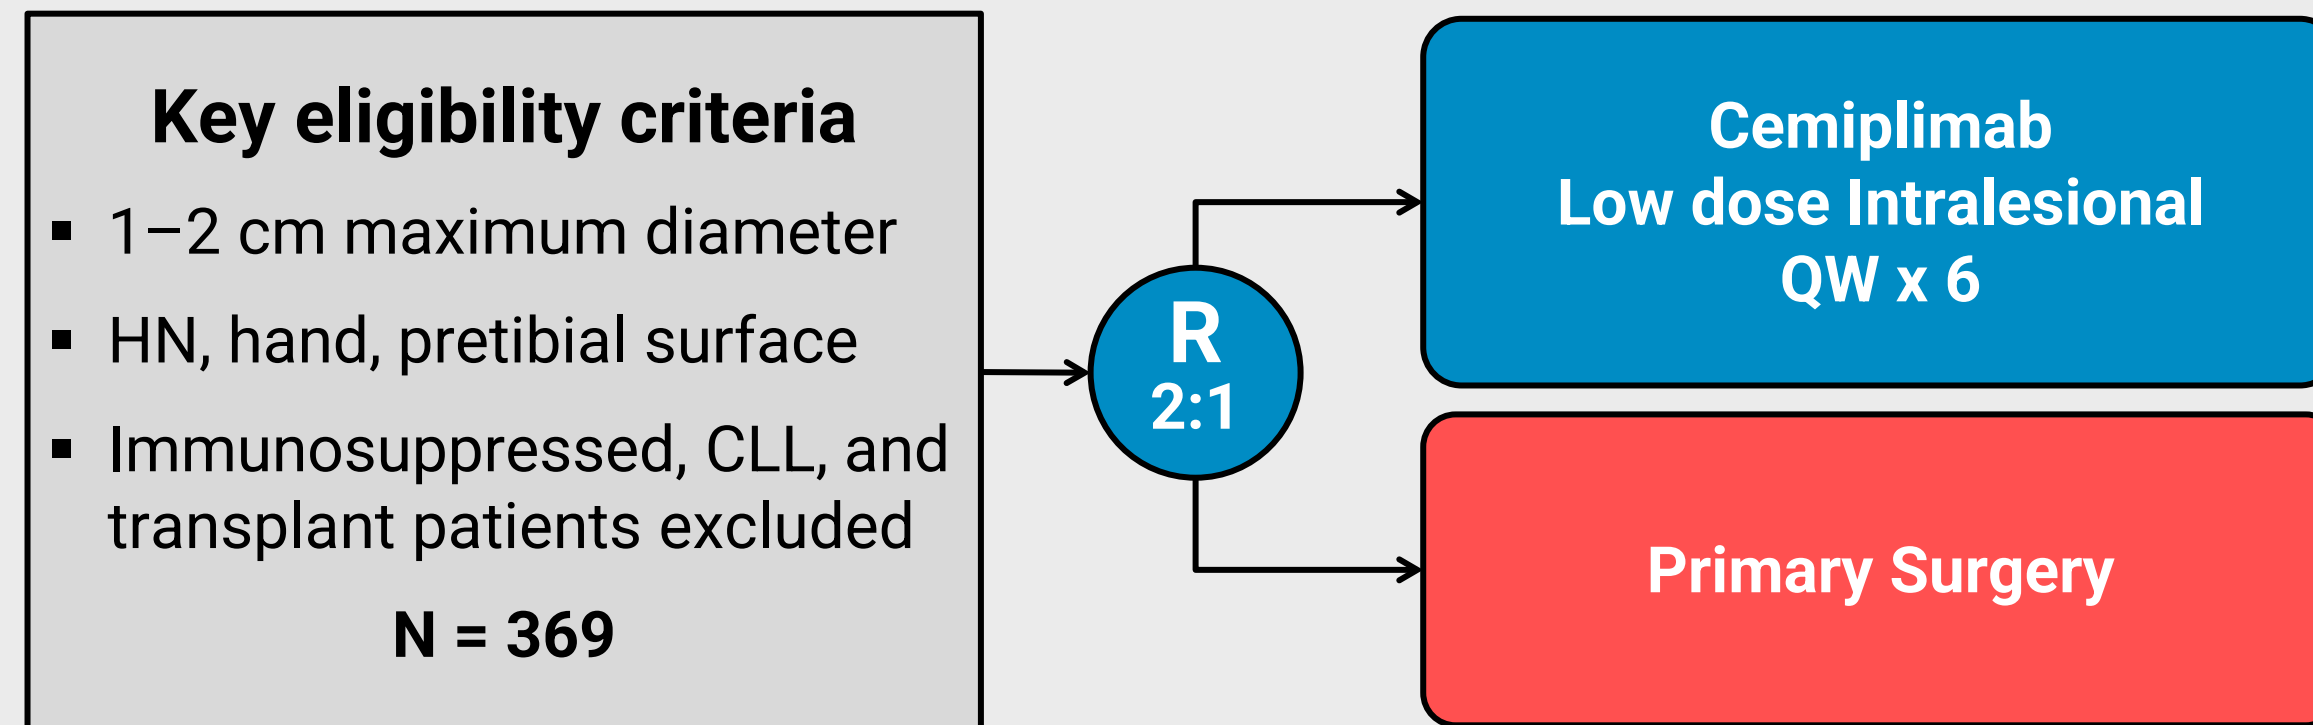 Key eligibility criteria
▪ 1–2 cm maximum diameter
▪ HN, hand, pretibial surface
▪ Immunosuppressed, CLL, and
transplant patients excluded
N = 369
R
2:1
Cemiplimab
Low dose Intralesional
QW x 6
Primary Surgery